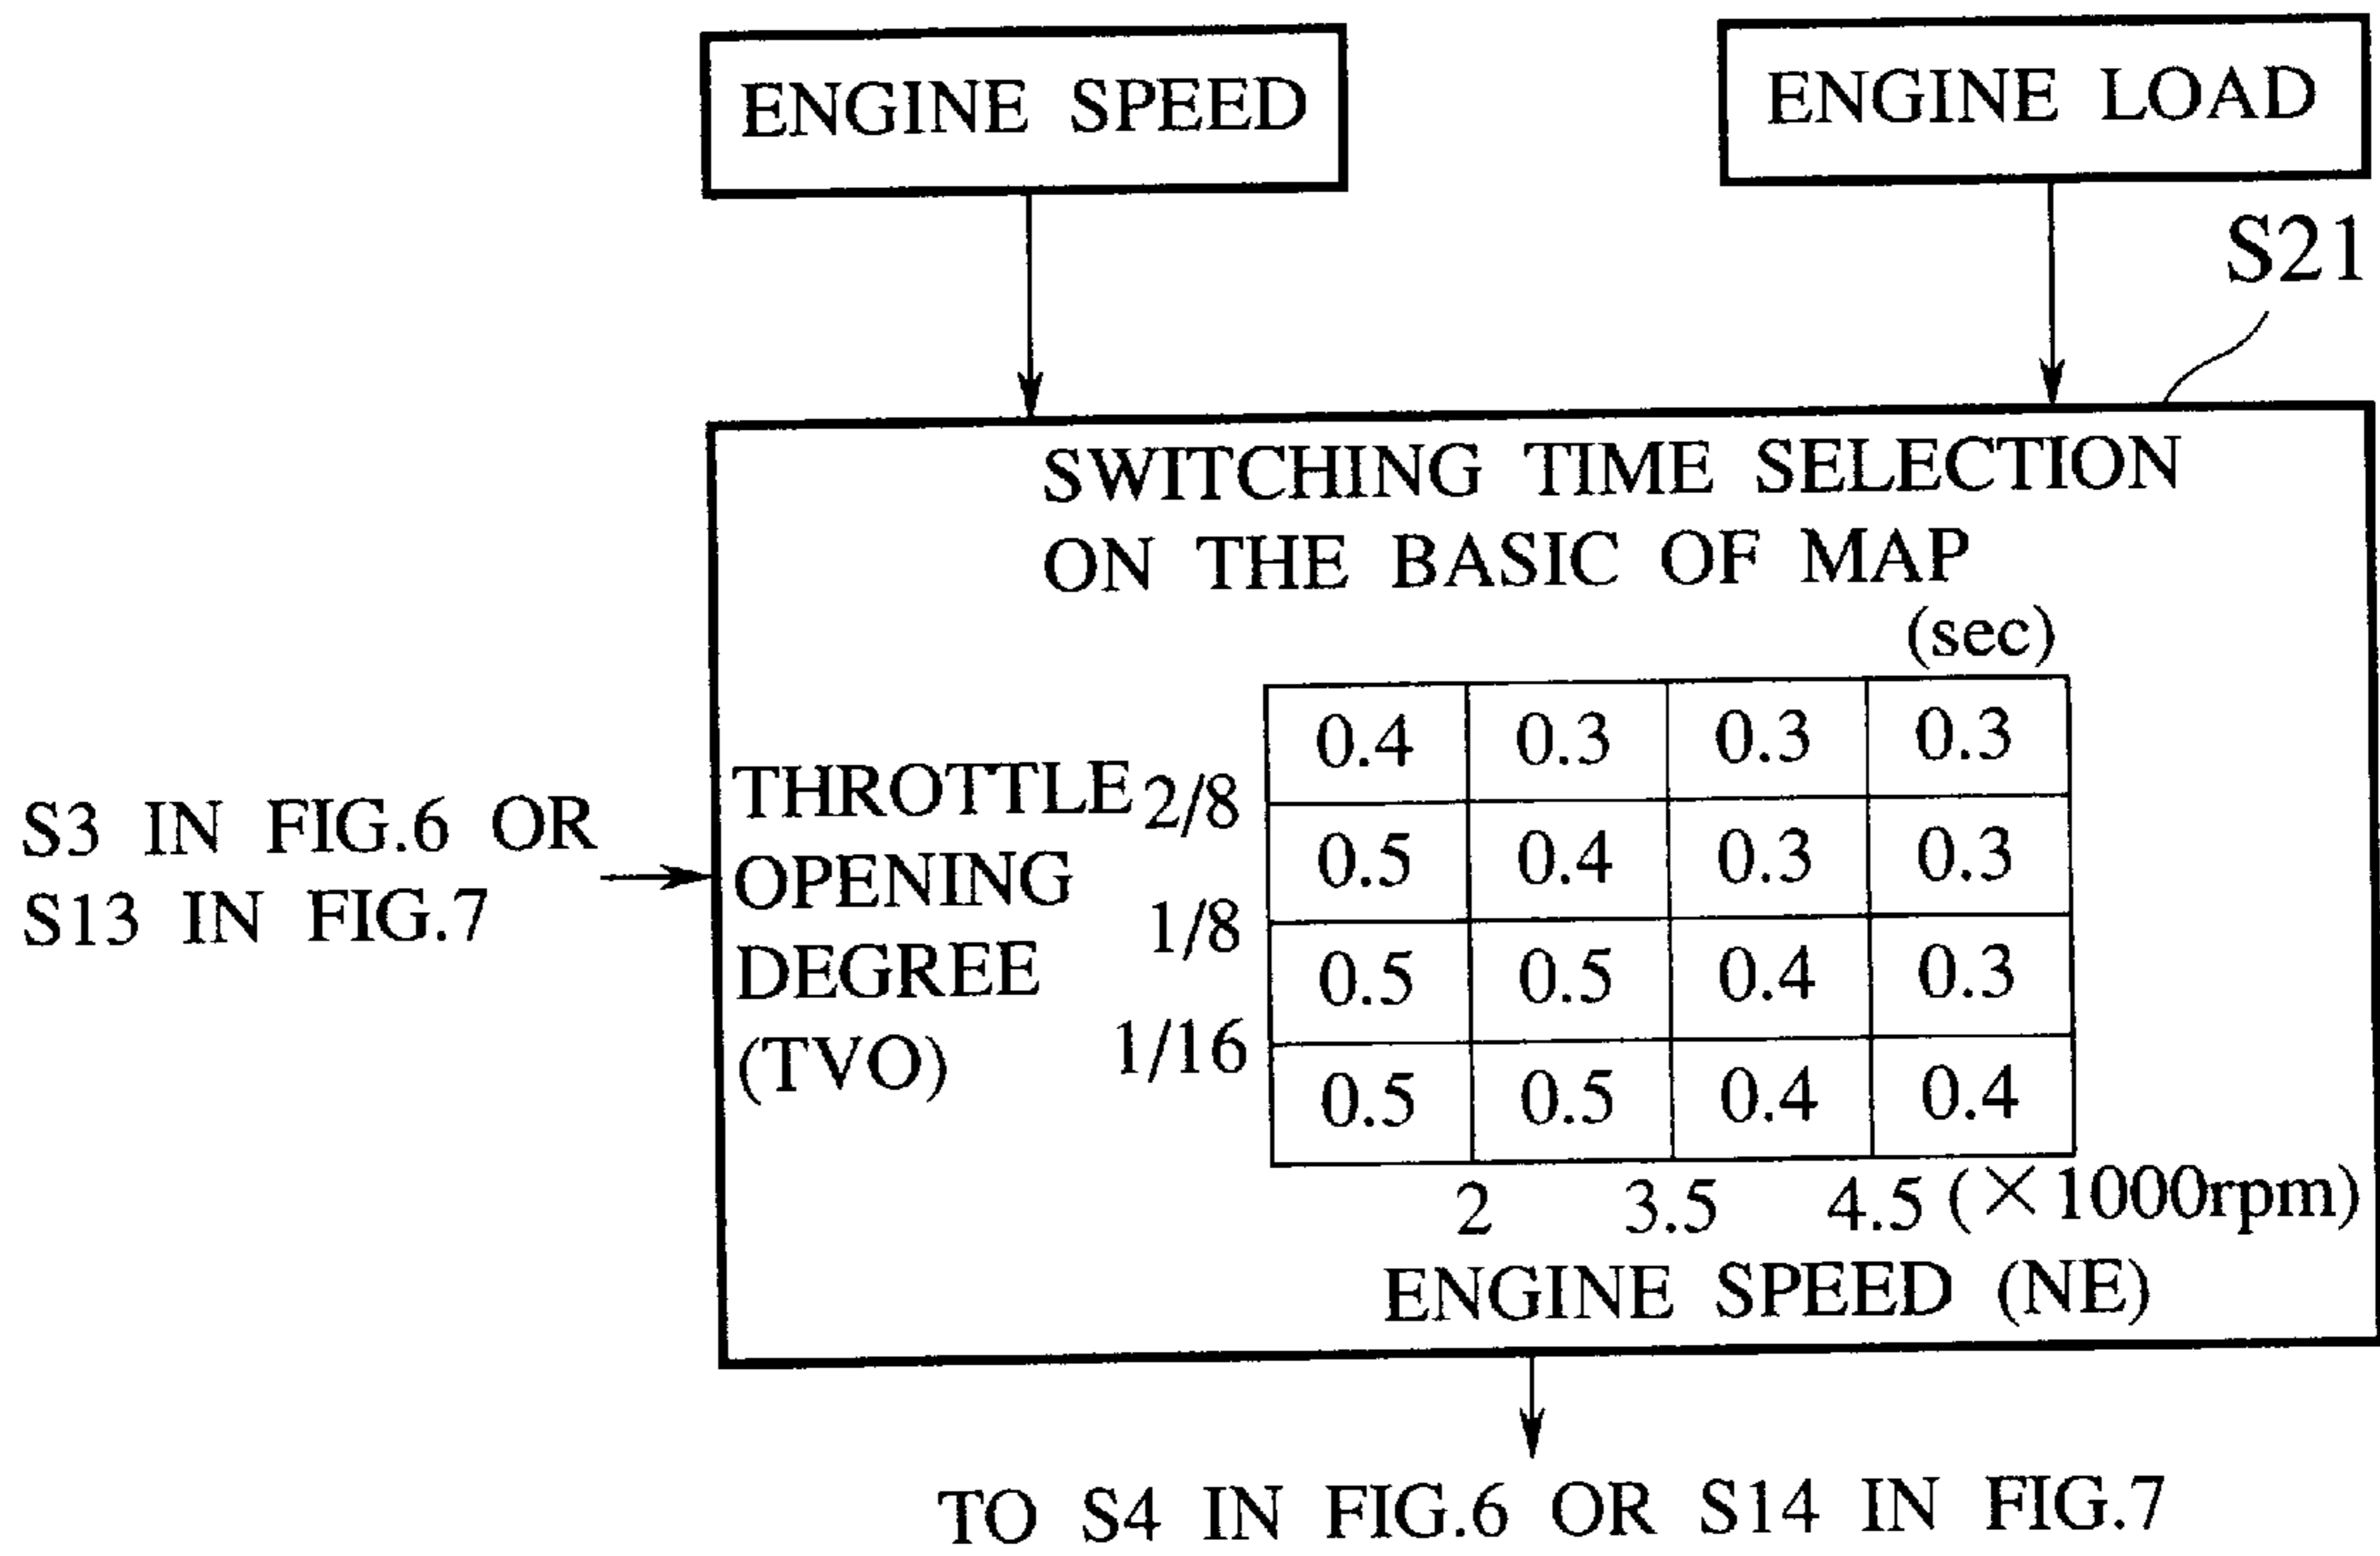 ENGINE SPEED
ENGINE LOAD
S21
SWITCHING TIME SELECTION
ON THE BASIC OF MAP
(sec)
S3 IN FIG.6 OR
S13 IN FIG.7
THROTTLE
OPENING
DEGREE
(TVO)
2/8
1/8
1/16
0.4 0.3 0.3 0.3
0.5 0.4 0.3 0.3
0.5 0.5 0.4 0.3
0.5 0.5 0.4 0.4
2 3.5 4.5 (×1000rpm)
ENGINE SPEED (NE)
TO S4 IN FIG.6 OR S14 IN FIG.7